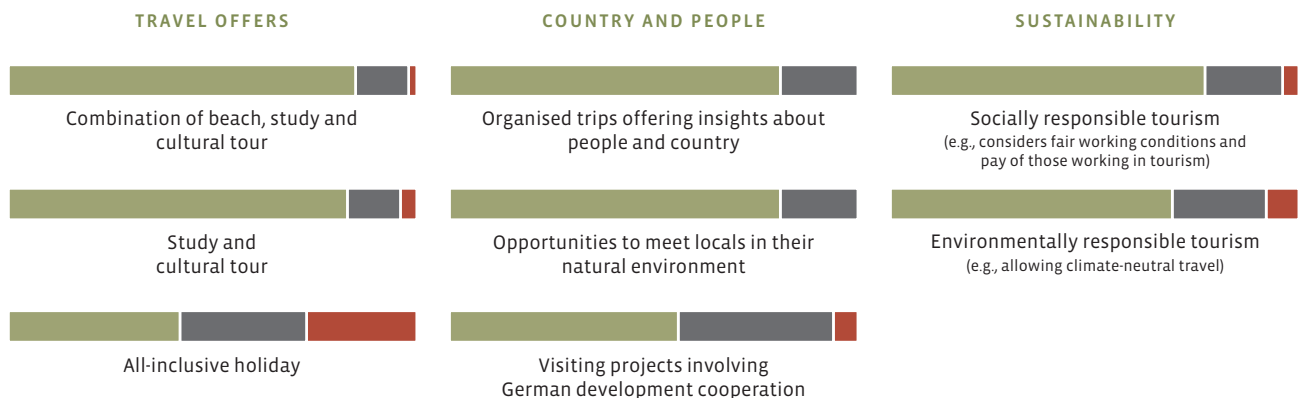 TRAVEL OFFERS
Combination of beach, study and
cultural tour
Study and
cultural tour
All-inclusive holiday
COUNTRY AND PEOPLE
Organised trips offering insights about
people and country
Opportunities to meet locals in their
natural environment
Visiting projects involving
German development cooperation
SUSTAINABILITY
Socially responsible tourism
(e.g., considers fair working conditions and
pay of those working in tourism)
Environmentally responsible tourism
(e.g., allowing climate-neutral travel)